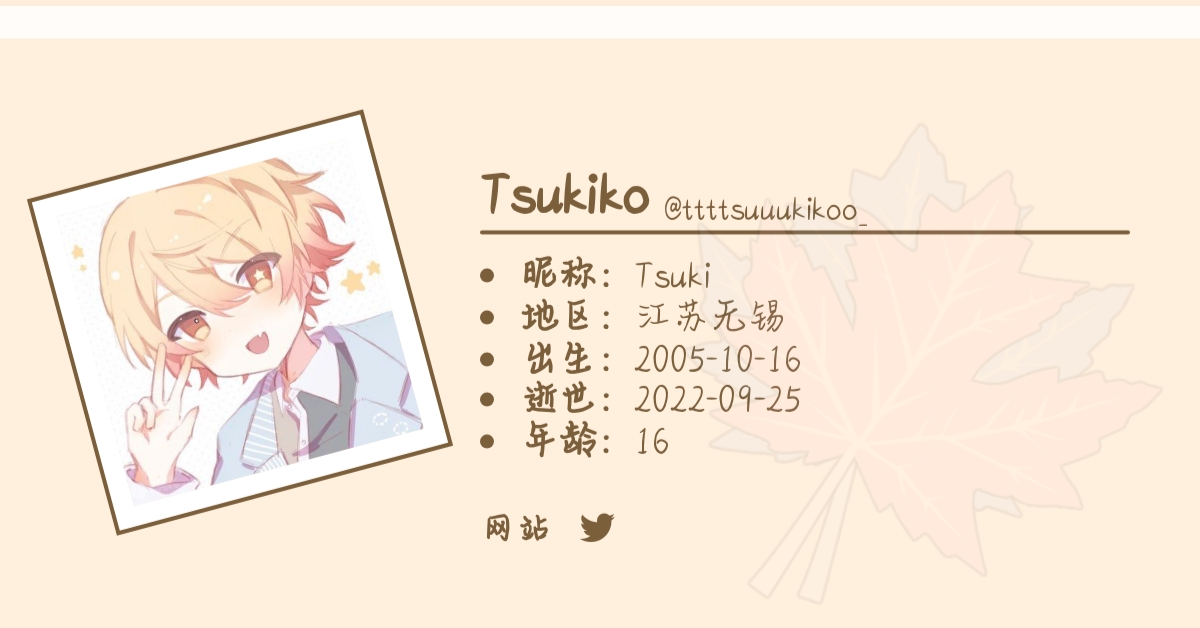 Tsukiko @ttttsuuukikoo_
• 昵称： Tsuki
• 地区： 江苏无锡
• 出生： 2005-10-16
• 逝世： 2022-09-25
• 年龄： 16
网站